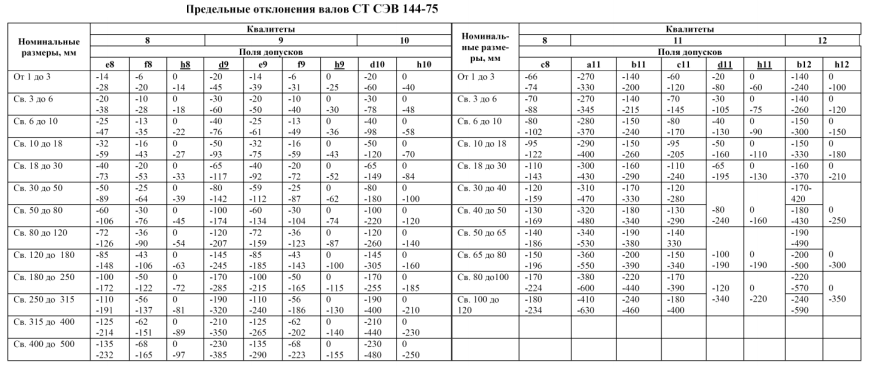 Предельные отклонения валов СТ СЭВ 144-75
Номинальные размеры, мм Квалитеты
8 9 10
Поля допусков
e8 f8 h8 d9 e9 f9 h9 d10 h10
От 1 до 3 -14 -6 0 -20 -14 -6 0 -20 0
-28 -20 -14 -45 -39 -31 -25 -60 -40
Св. 3 до 6 -20 -10 0 -30 -20 -10 0 -30 0
-38 -28 -18 -60 -50 -40 -30 -78 -48
Св. 6 до 10 -25 -13 0 -40 -25 -13 0 -40 0
-47 -35 -22 -76 -61 -49 -36 -98 -58
Св. 10 до 18 -32 -16 0 -50 -32 -16 0 -50 0
-59 -43 -27 -93 -75 -59 -43 -120 -70
Св. 18 до 30 -40 -20 0 -65 -40 -20 0 -65 0
-73 -53 -33 -117 -92 -72 -52 -149 -84
Св. 30 до 50 -50 -25 0 -80 -59 -25 0 -80 0
-89 -64 -39 -142 -112 -87 -62 -180 -100
Св. 50 до 80 -60 -30 0 -100 -60 -30 0 -100 0
-106 -76 -45 -174 -134 -104 -74 -220 -120
Св. 80 до 120 -72 -36 0 -120 -72 -36 0 -120 0
-126 -90 -54 -207 -159 -123 -87 -260 -140
Св. 120 до 180 -85 -43 0 -145 -85 -43 0 -145 0
-148 -106 -63 -245 -185 -143 -100 -305 -160
Св. 180 до 250 -100 -50 0 -170 -100 -50 0 -170 0
-172 -122 -72 -285 -215 -165 -115 -255 -185
Св. 250 до 315 -110 -56 0 -190 -110 -56 0 -190 0
-191 -137 -81 -320 -240 -186 -130 -400 -210
Св. 315 до 400 -125 -62 0 -210 -125 -62 0 -210 0
-214 -151 -89 -350 -265 -202 -140 -440 -230
Св. 400 до 500 -135 -68 0 -230 -135 -68 0 -230 0
-232 -165 -97 -385 -290 -223 -155 -480 -250
Номиналь-
ные разме-
ры, мм
Квалитеты
8 11 12
Поля допусков
c8 a11 b11 c11 d11 h11 b12 h12
От 1 до 3 -66 -270 -140 -60 -20 0 -140 0
-74 -330 -200 -120 -80 -60 -240 -100
Св. 3 до 6 -70 -270 -140 -70 -30 0 -140 0
-88 -345 -215 -145 -105 -75 -260 -120
Св. 6 до 10 -80 -280 -150 -80 -40 0 -150 0
-102 -370 -240 -170 -130 -90 -300 -150
Св. 10 до 18 -95 -290 -150 -95 -50 0 -150 0
-122 -400 -260 -205 -160 -110 -330 -180
Св. 18 до 30 -110 -300 -160 -110 -65 0 -160 0
-143 -430 -290 -240 -195 -130 -370 -210
Св. 30 до 40 -120 -310 -170 -120 -170-
-159 -470 -330 -280 420
Св. 40 до 50 -130 -320 -180 -130 -80 0 -180 0
-169 -480 -340 -290 -240 -160 -430 -250
Св. 50 до 65 -140 -340 -190 -140 -190
-186 -530 -380 330 -490
Св. 65 до 80 -150 -360 -200 -150 -100 0 -200 0
-196 -550 -390 -340 -190 -190 -500 -300
Св. 80 до100 -170 -380 -220 -170 -220
-224 -600 -440 -390 -120 0 -570 0
Св. 100 до -180 -410 -240 -180 -340 -220 -240 -350
120 -234 -630 -460 -400 -590